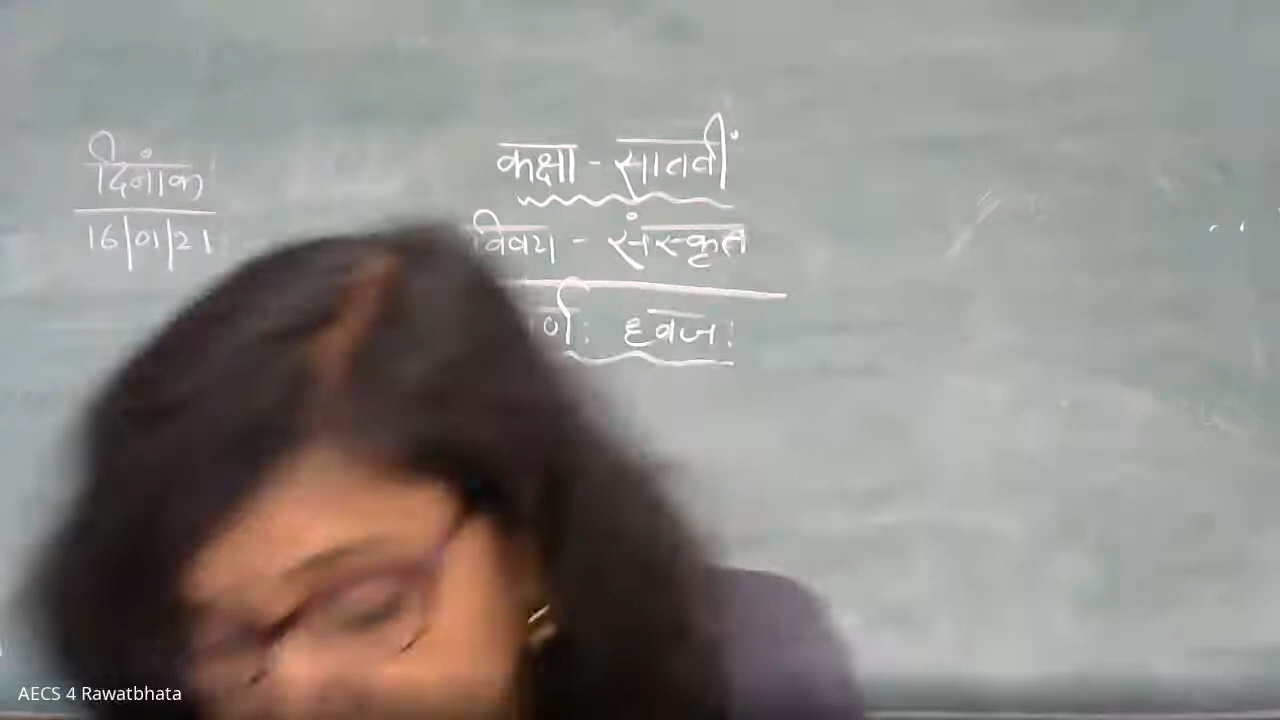 दिनांक
16/01/21
कक्षा - सातवीं
विषय - संस्कृत
ध्वज:
AECS 4 Rawatbhata